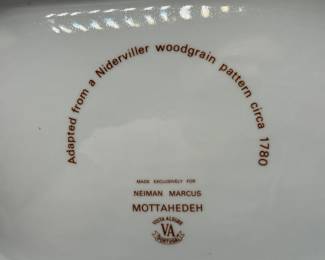 Adapted from a Niderviller woodgrain pattern circa 1780
MADE EXCLUSIVELY FOR
NEIMAN MARCUS
MOTTAHEDEH
VISTA ALEGRE
VA
PORTUGAL